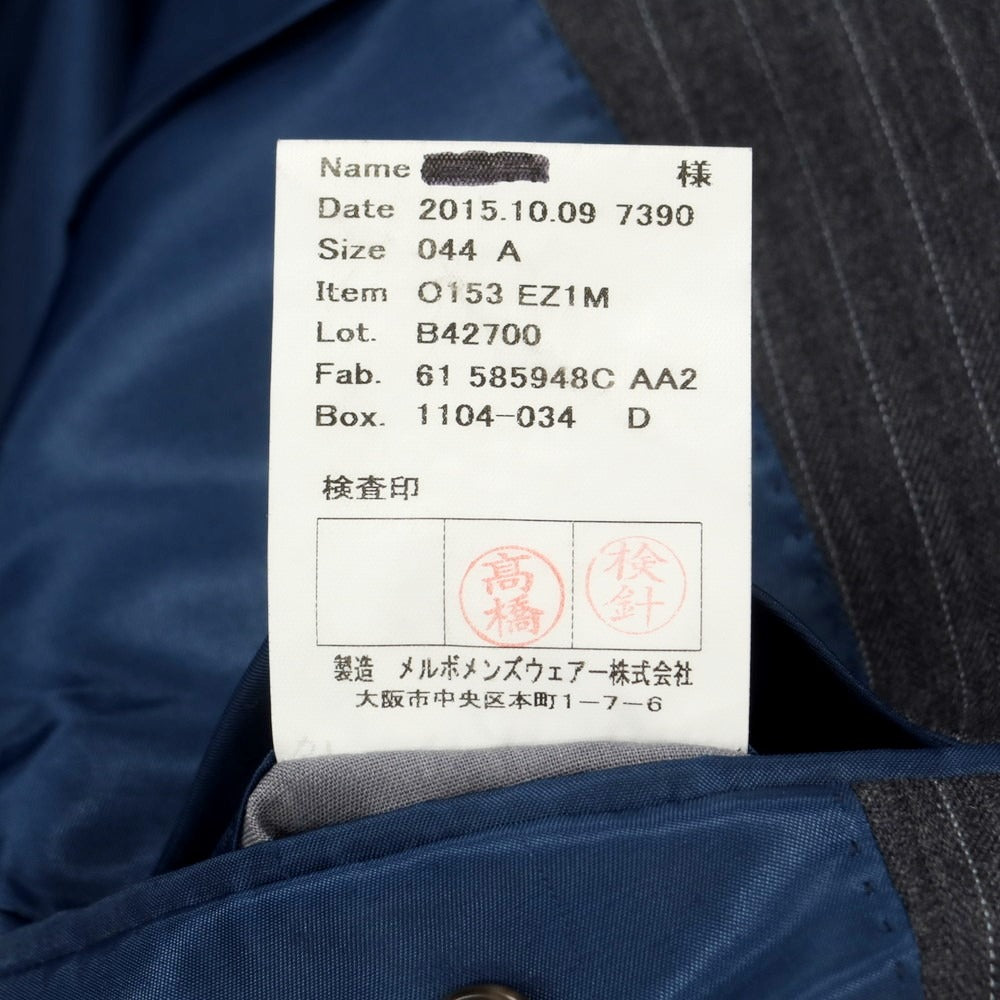 Name 様
Date 2015.10.09 7390
Size 044 A
Item O153 EZ1M
Lot. B42700
Fab. 61 585948C AA2
Box. 1104-034 D
検査印
髙橋
検針
製造 メルボメンズウェアー株式会社
大阪市中央区本町1-7-6